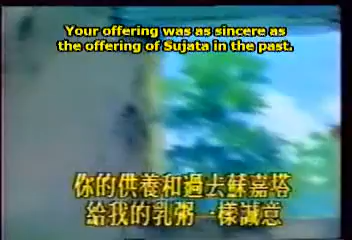 Your offering was as sincere as
the offering of Sujata in the past.
你的供養和過去蘇嘉塔
給我的乳粥一樣誠意